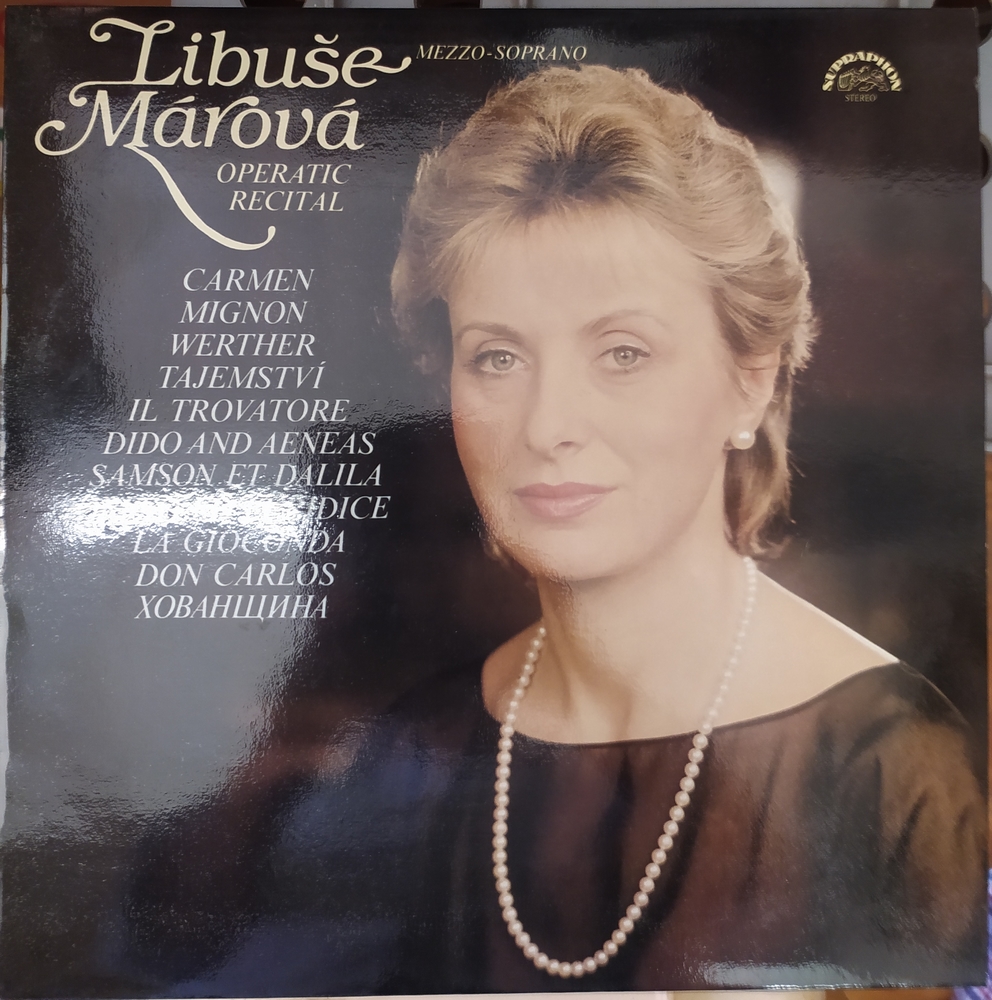 Libuše
Márová
MEZZO-SOPRANO
OPERATIC
RECITAL
SUPRAPHON
STEREO
CARMEN
MIGNON
WERTHER
TAJEMSTVÍ
IL TROVATORE
DIDO AND AENEAS
SAMSON ET DALILA
LA GIOCONDA
DON CARLOS
ХОВАНЩИНА